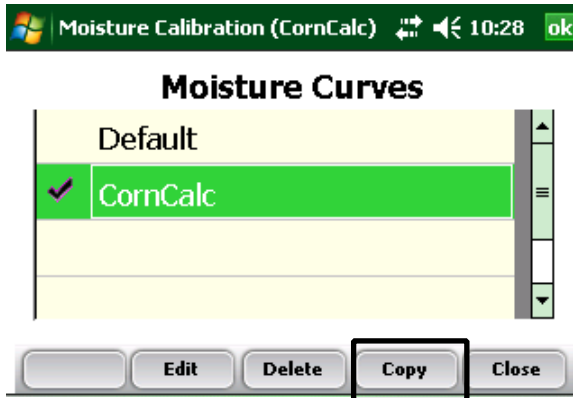 Moisture Calibration (CornCalc) 10:28 ok
Moisture Curves
Default
CornCalc
Edit Delete Copy Close